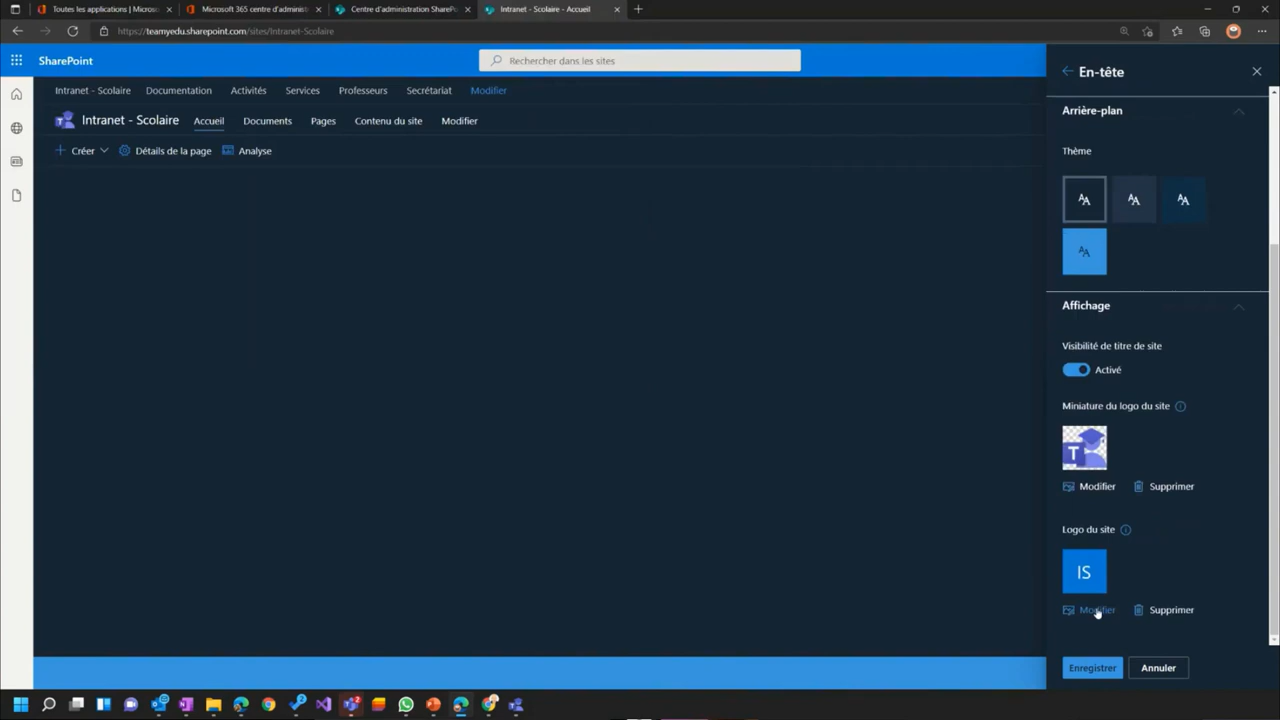 Toutes les applications | Microso
Microsoft 365 centre d'administr
Centre d'administration SharePo
Intranet - Scolaire - Accueil
https://teamyedu.sharepoint.com/sites/Intranet-Scolaire
SharePoint
Rechercher dans les sites
En-tête
Intranet - Scolaire Documentation Activités Services Professeurs Secrétariat Modifier
Intranet - Scolaire Accueil Documents Pages Contenu du site Modifier
Créer Détails de la page Analyse
Arrière-plan
Thème
Affichage
Visibilité de titre de site
Activé
Miniature du logo du site
T
Modifier Supprimer
Logo du site
IS
Modifier Supprimer
Enregistrer Annuler